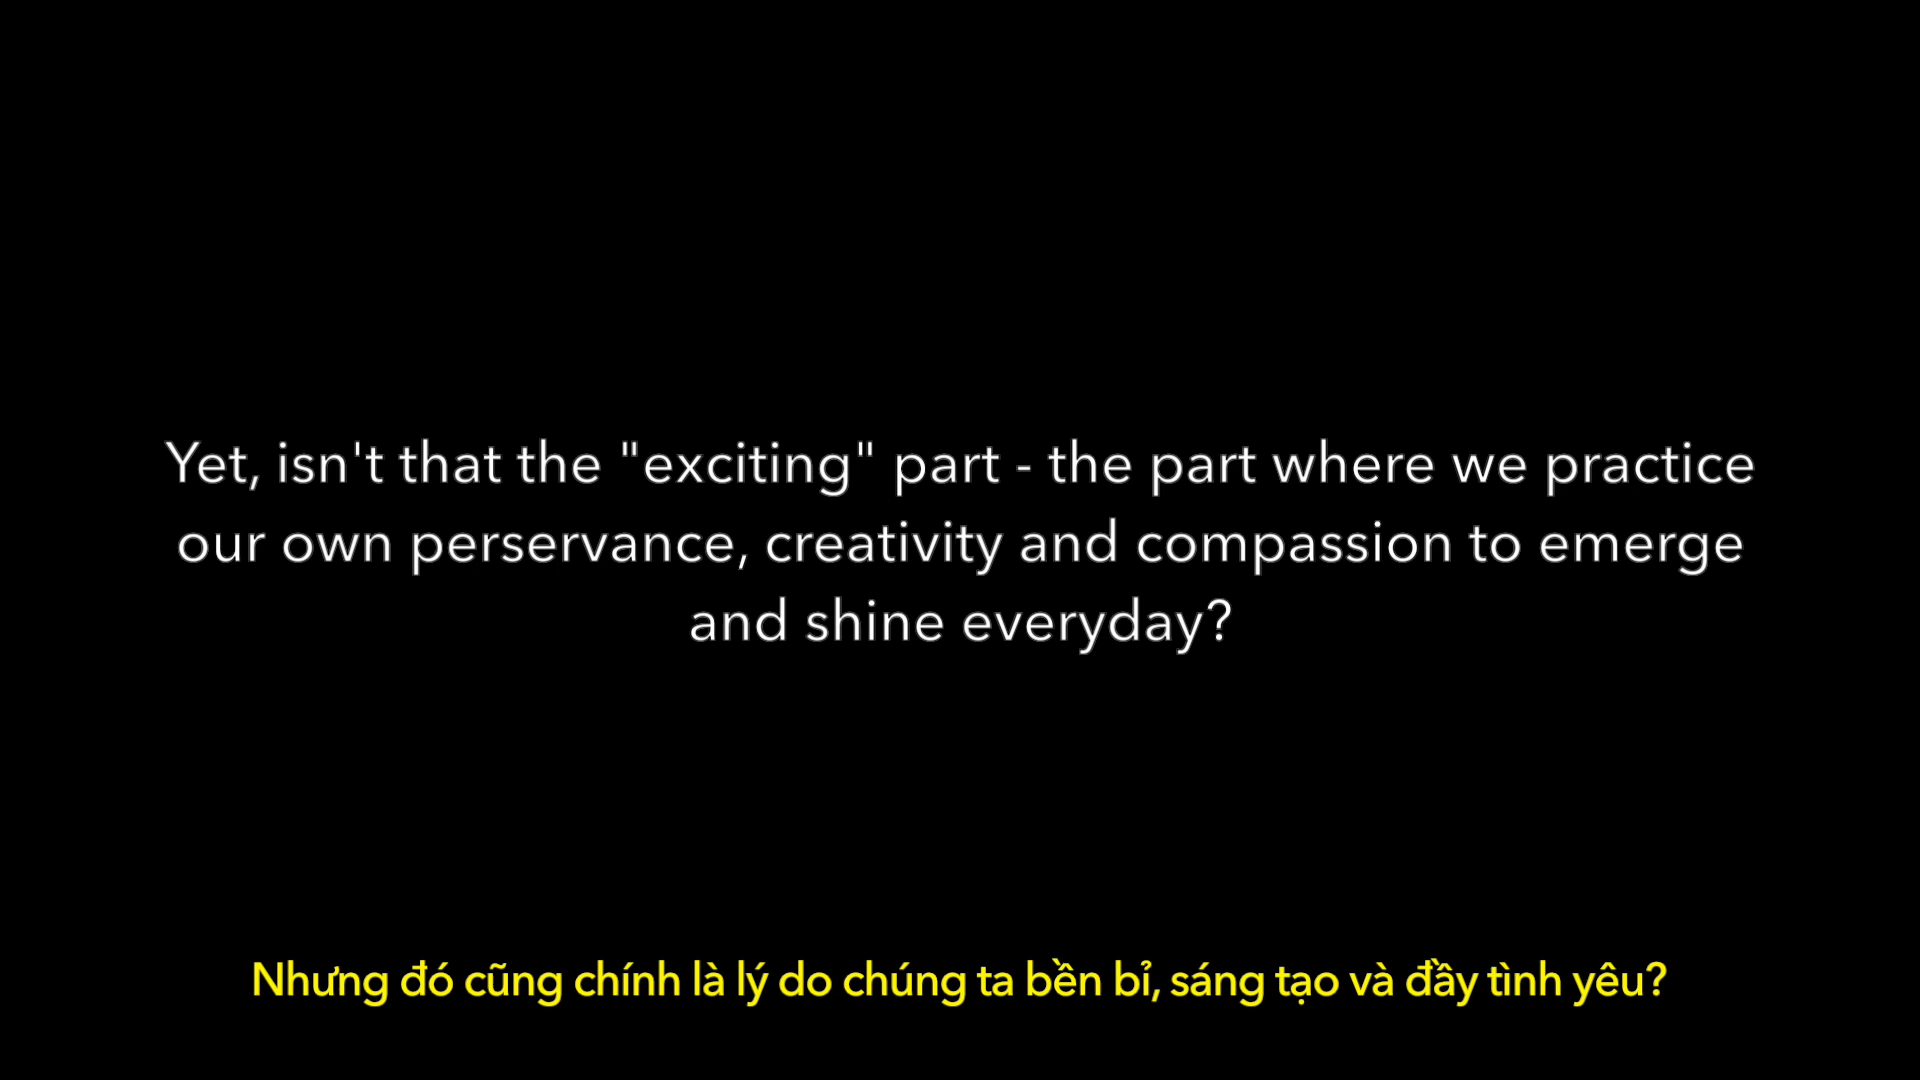 Yet, isn't that the "exciting" part - the part where we practice
our own perservance, creativity and compassion to emerge
and shine everyday?
Nhưng đó cũng chính là lý do chúng ta bền bỉ, sáng tạo và đầy tình yêu?